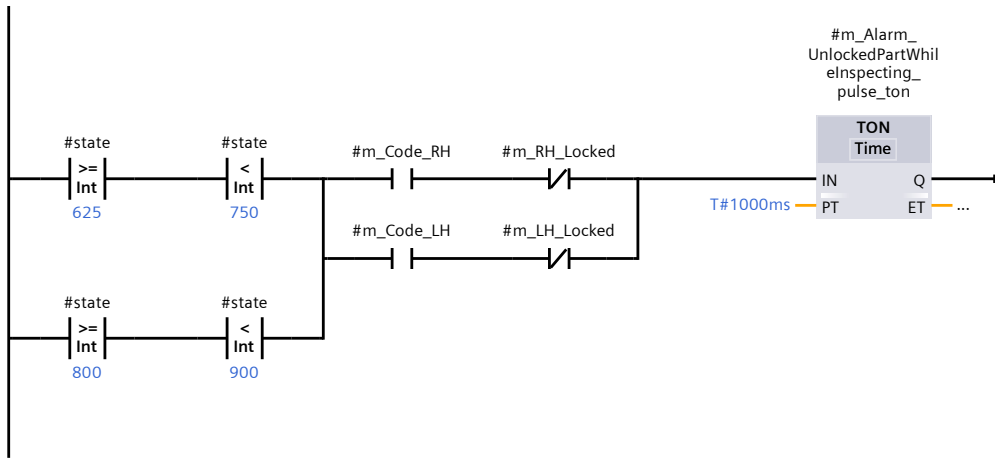 #m_Alarm_
UnlockedPartWhil
eInspecting_
pulse_ton
#state
#state
#m_Code_RH
#m_RH_Locked
TON
Time
>=
Int
<
Int
IN
Q
625
750
T#1000ms
PT
ET
...
#m_Code_LH
#m_LH_Locked
#state
#state
>=
Int
<
Int
800
900